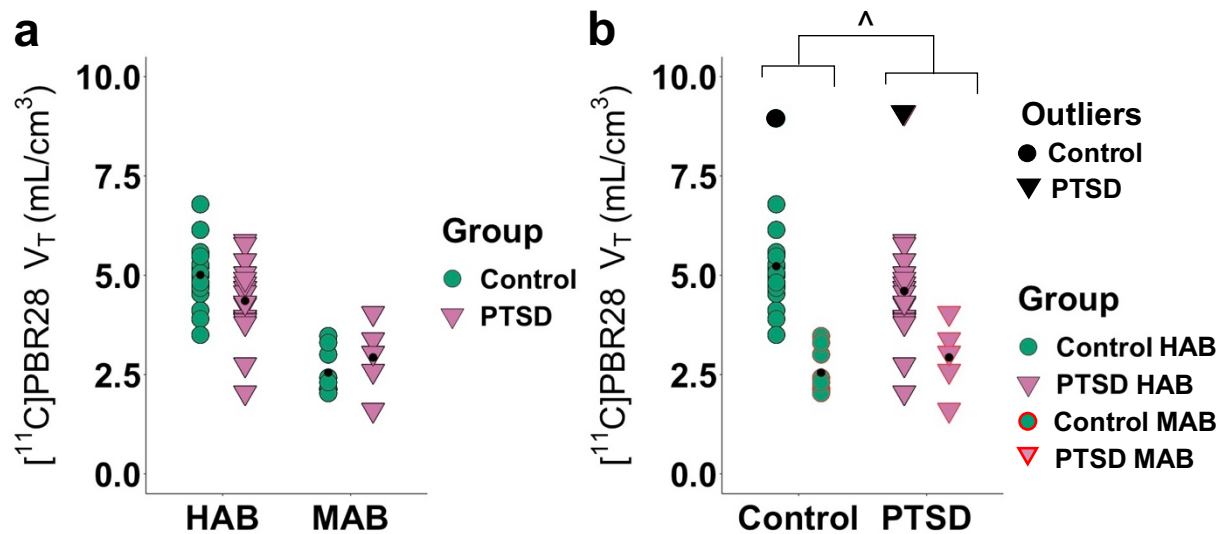 a
[¹¹C]PBR28 V_T (mL/cm³)
10.0
7.5
5.0
2.5
0.0
HAB MAB
Group
Control
PTSD
b
^
[¹¹C]PBR28 V_T (mL/cm³)
10.0
7.5
5.0
2.5
0.0
Control PTSD
Outliers
Control
PTSD
Group
Control HAB
PTSD HAB
Control MAB
PTSD MAB